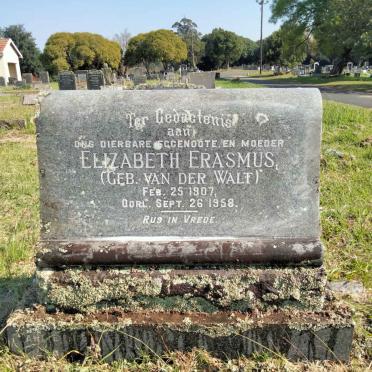 Ter Gedagtenis
aan
ons dierbare eggenoote, en moeder
Elizabeth Erasmus,
(geb. van der Walt)
Feb. 25 1907,
Oorl. Sept. 26 1958.
Rus in Vrede.